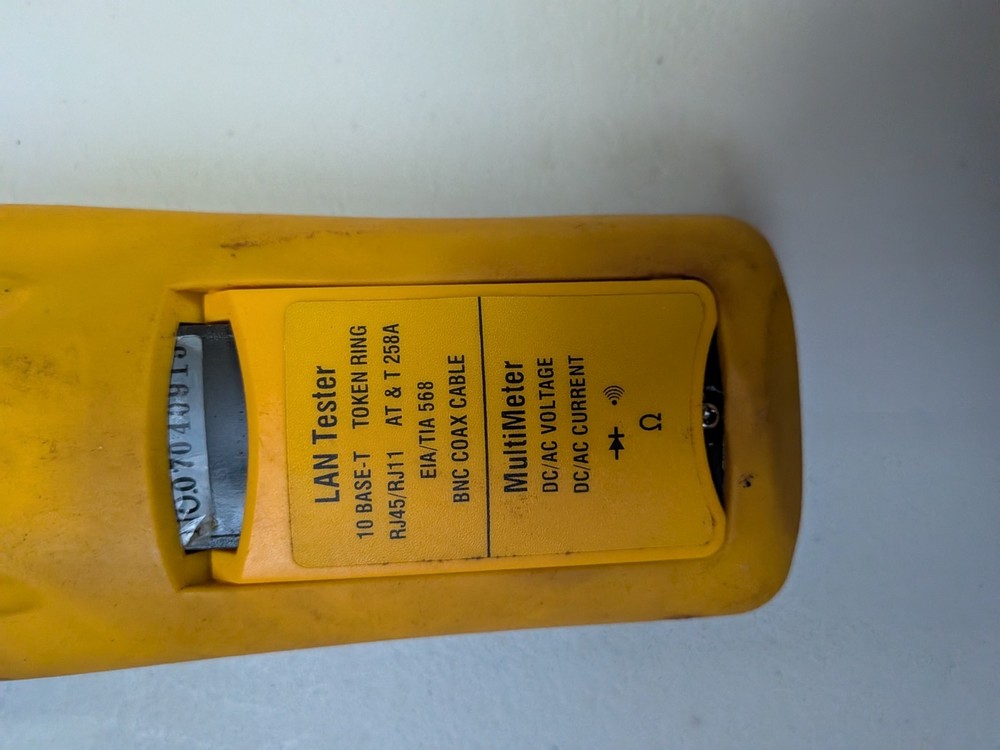 LAN Tester
10 BASE-T TOKEN RING
RJ45/RJ11 AT & T 258A
EIA/TIA 568
BNC COAX CABLE
MultiMeter
DC/AC VOLTAGE
DC/AC CURRENT
Ω